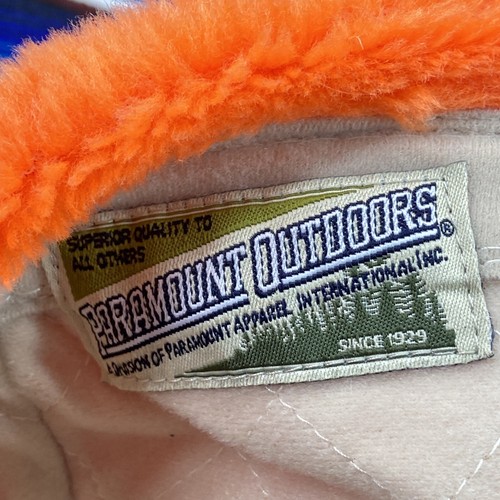 SUPERIOR QUALITY TO
ALL OTHERS
PARAMOUNT OUTDOORS®
A DIVISION OF PARAMOUNT APPAREL INTERNATIONAL INC.
SINCE 1929